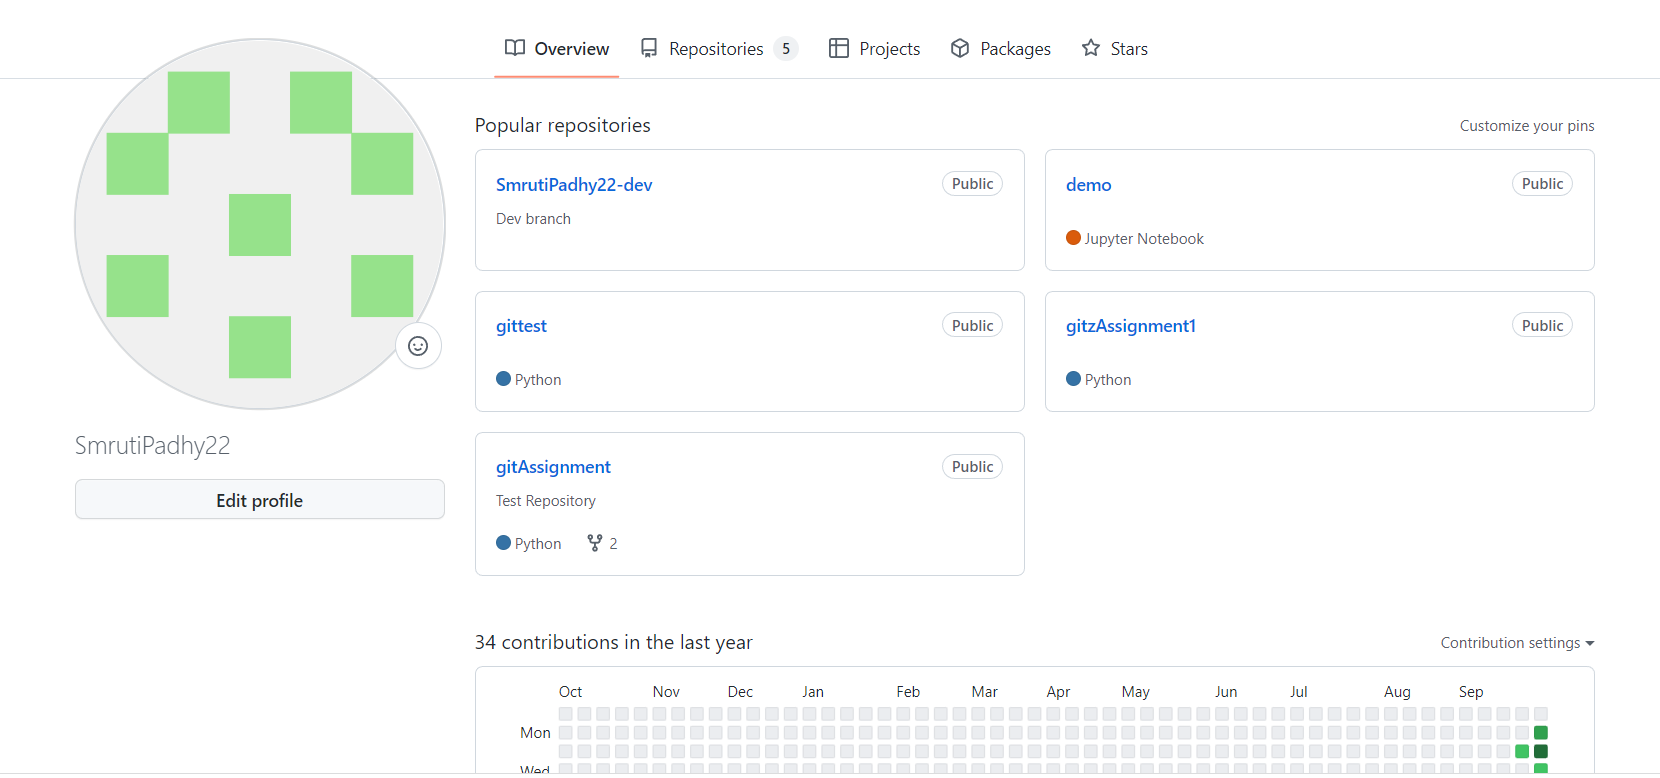 Overview Repositories 5 Projects Packages Stars
Popular repositories Customize your pins
SmrutiPadhy22-dev Public
Dev branch
demo Public
Jupyter Notebook
gittest Public
Python
gitzAssignment1 Public
Python
gitAssignment Public
Test Repository
Python 2
SmrutiPadhy22
Edit profile
34 contributions in the last year Contribution settings
Oct Nov Dec Jan Feb Mar Apr May Jun Jul Aug Sep
Mon
Wed